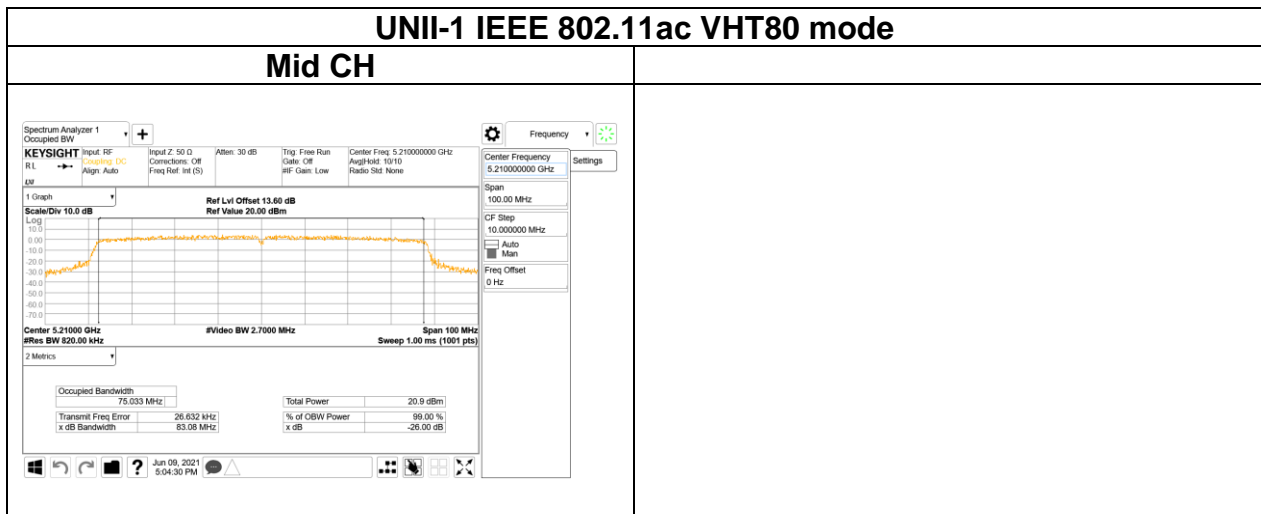 UNII-1 IEEE 802.11ac VHT80 mode
Mid CH
Spectrum Analyzer 1
Occupied BW
Frequency
Settings
KEYSIGHT
RL
Input: RF
Coupling: DC
Align: Auto
Input Z: 50 Ω
Corrections: Off
Freq Ref: Int (S)
Atten: 30 dB
Trig: Free Run
Gate: Off
#IF Gain: Low
Center Freq: 5.210000000 GHz
Avg|Hold: 10/10
Radio Std: None
Center Frequency
5.210000000 GHz
Span
100.00 MHz
CF Step
10.000000 MHz
Auto
Man
Freq Offset
0 Hz
1 Graph
Ref Lvl Offset 13.60 dB
Scale/Div 10.0 dB
Ref Value 20.00 dBm
Log
10.0
0.00
-10.0
-20.0
-30.0
-40.0
-50.0
-60.0
-70.0
Center 5.21000 GHz
#Video BW 2.7000 MHz
Span 100 MHz
#Res BW 820.00 kHz
Sweep 1.00 ms (1001 pts)
2 Metrics
Occupied Bandwidth
75.033 MHz
Total Power 20.9 dBm
Transmit Freq Error 26.632 kHz
% of OBW Power 99.00 %
x dB Bandwidth 83.08 MHz
x dB -26.00 dB
?
Jun 09, 2021
5:04:30 PM